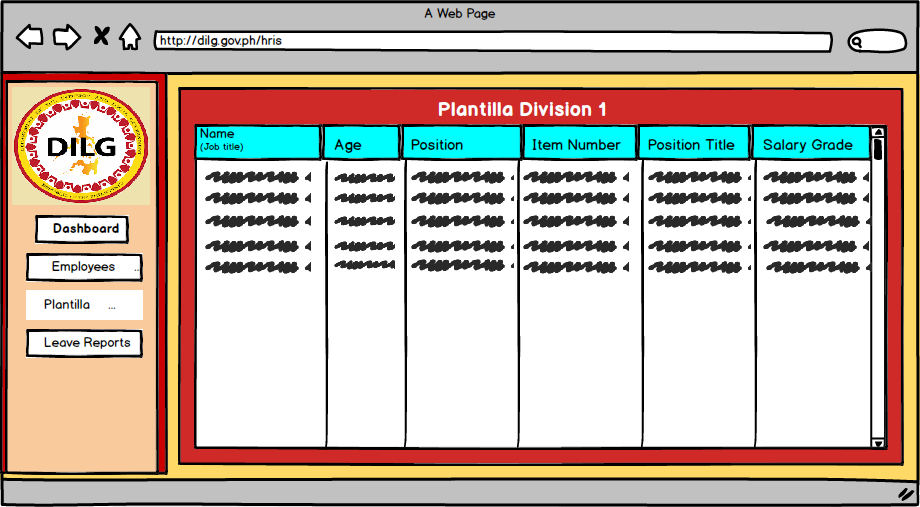 A Web Page
http://dilg.gov.ph/hris
Plantilla Division 1
Name
(Job title)
Age
Position
Item Number
Position Title
Salary Grade
DILG
Dashboard
Employees ...
Plantilla ...
Leave Reports